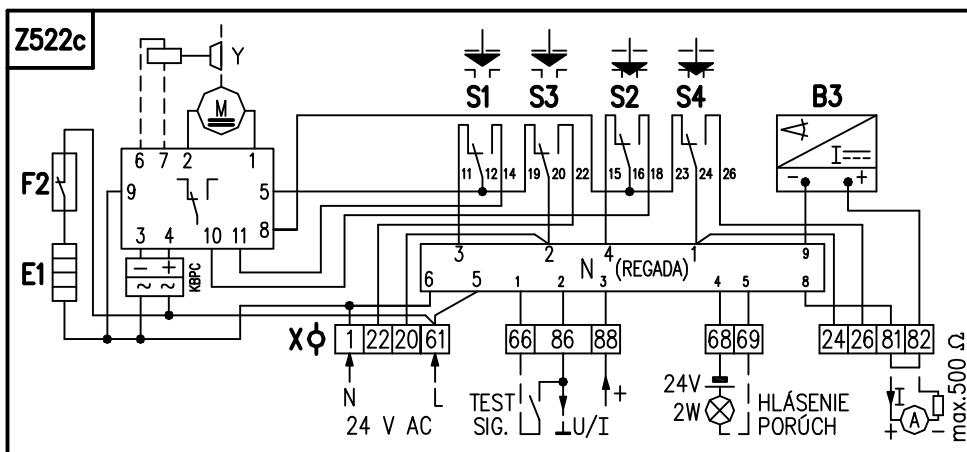 Z522c
Y
M
S1 S3 S2 S4 B3
I
- +
6 7 2 1
9 5
8
3 4 10 11
F2
E1
- +
~ ~
KBPC
11 12 14 19 20 22 15 16 18 23 24 26
3 2 4 1 9
N (REGADA)
6 5 1 2 3 4 5 8
X 1 22 20 61 66 86 88 68 69 24 26 81 82
N L
24 V AC
TEST
SIG.
⊥U/I
+
24V
2W
HLÁSENIE
PORÚCH
I
A
+ -
max.500 Ω